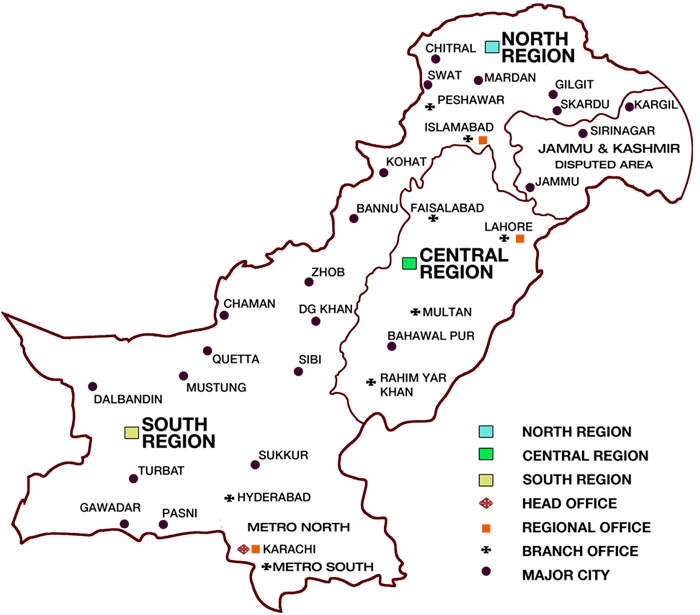 CHITRAL
NORTH
REGION
SWAT
MARDAN
GILGIT
PESHAWAR
SKARDU
KARGIL
ISLAMABAD
SIRINAGAR
JAMMU & KASHMIR
DISPUTED AREA
KOHAT
JAMMU
BANNU
FAISALABAD
LAHORE
CENTRAL
REGION
ZHOB
CHAMAN
DG KHAN
MULTAN
BAHAWAL PUR
QUETTA
SIBI
MUSTUNG
RAHIM YAR
KHAN
DALBANDIN
SOUTH
REGION
SUKKUR
TURBAT
HYDERABAD
GAWADAR
PASNI
METRO NORTH
KARACHI
METRO SOUTH
NORTH REGION
CENTRAL REGION
SOUTH REGION
HEAD OFFICE
REGIONAL OFFICE
BRANCH OFFICE
MAJOR CITY